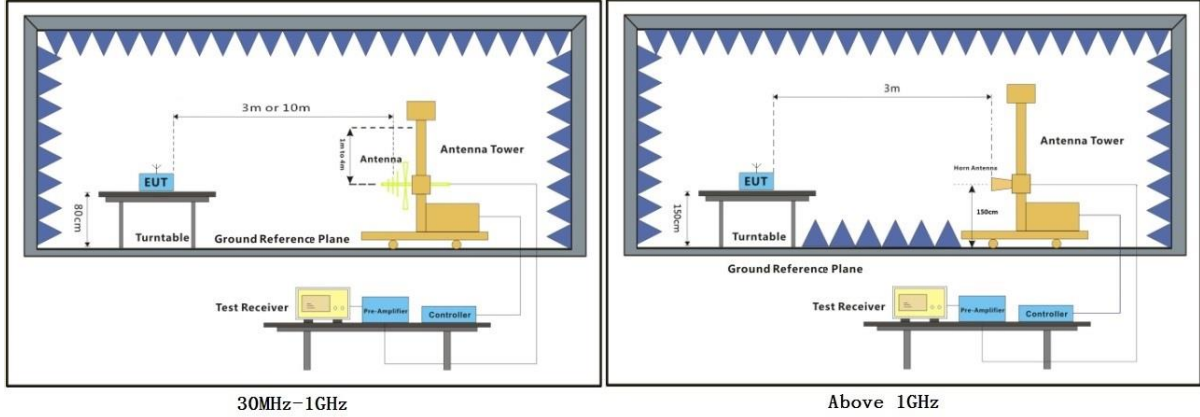 3m or 10m
1m to 4m
Antenna
Antenna Tower
EUT
80cm
Turntable
Ground Reference Plane
Test Receiver
Pre-Amplifier
Controller
30MHz-1GHz
3m
Antenna Tower
Horn Antenna
EUT
150cm
150cm
Turntable
Ground Reference Plane
Test Receiver
Pre-Amplifier
Controller
Above 1GHz